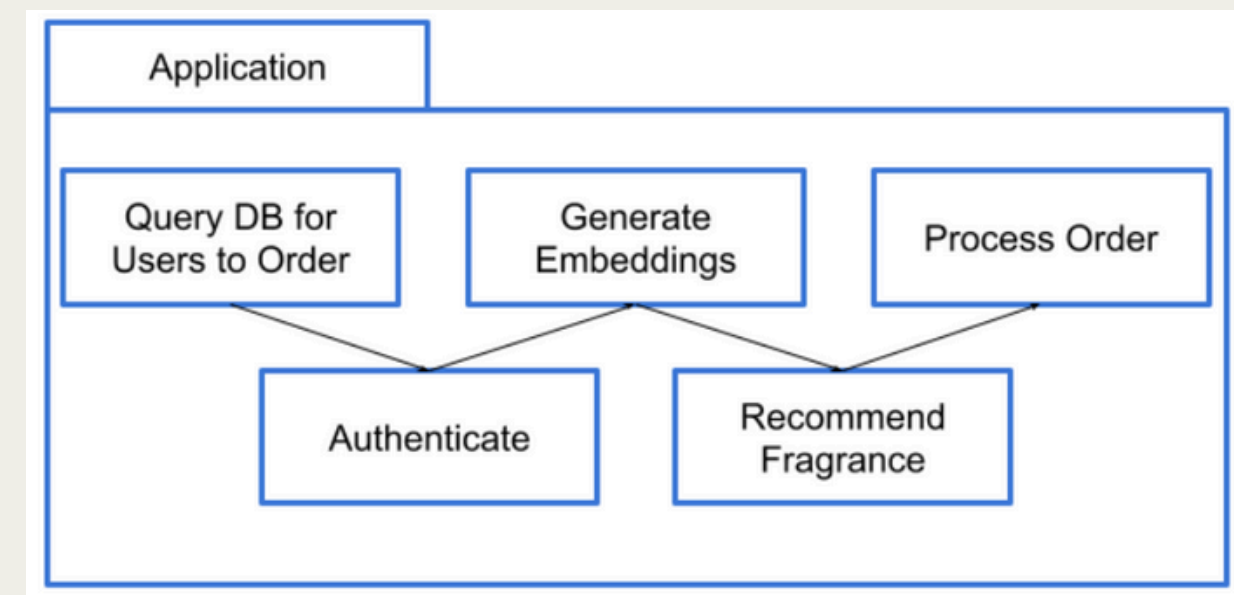 Application
Query DB for
Users to Order
Generate
Embeddings
Process Order
Authenticate
Recommend
Fragrance